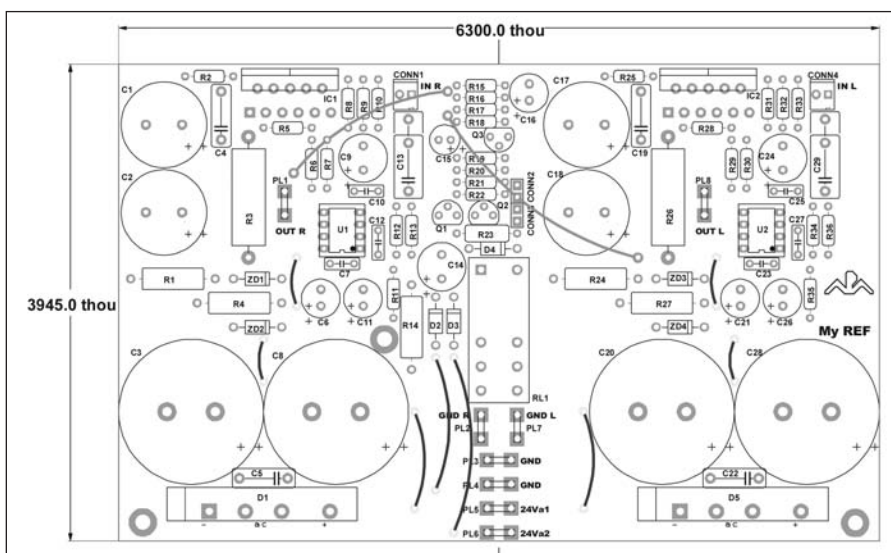 6300.0 thou
3945.0 thou
R2
IC1
CONN1
IN R
R15
R16
R17
R18
C16
C17
R25
IC2
CONN4
IN L
C1
C4
R5
R8
R9
R10
Q3
C15
C19
R28
R31
R32
R33
R6
R7
C9
C13
R19
R20
R21
R22
C18
R29
R30
C24
C29
C2
R3
PL1
OUT R
C10
U1
C12
R12
R13
Q1
Q2
CONN2
CONN3
R23
D4
R26
PL8
OUT L
C25
U2
C27
R34
R36
C7
C14
C23
R1
ZD1
R4
C6
C11
R11
R14
D2
D3
R24
ZD3
R27
C21
C26
R35
ZD2
ZD4
My REF
C3
C8
RL1
C20
C28
GND R
GND L
PL2
PL7
PL3
GND
PL4
GND
PL5
24Va1
PL6
24Va2
C5
D1
- a c +
C22
D5
- a c +